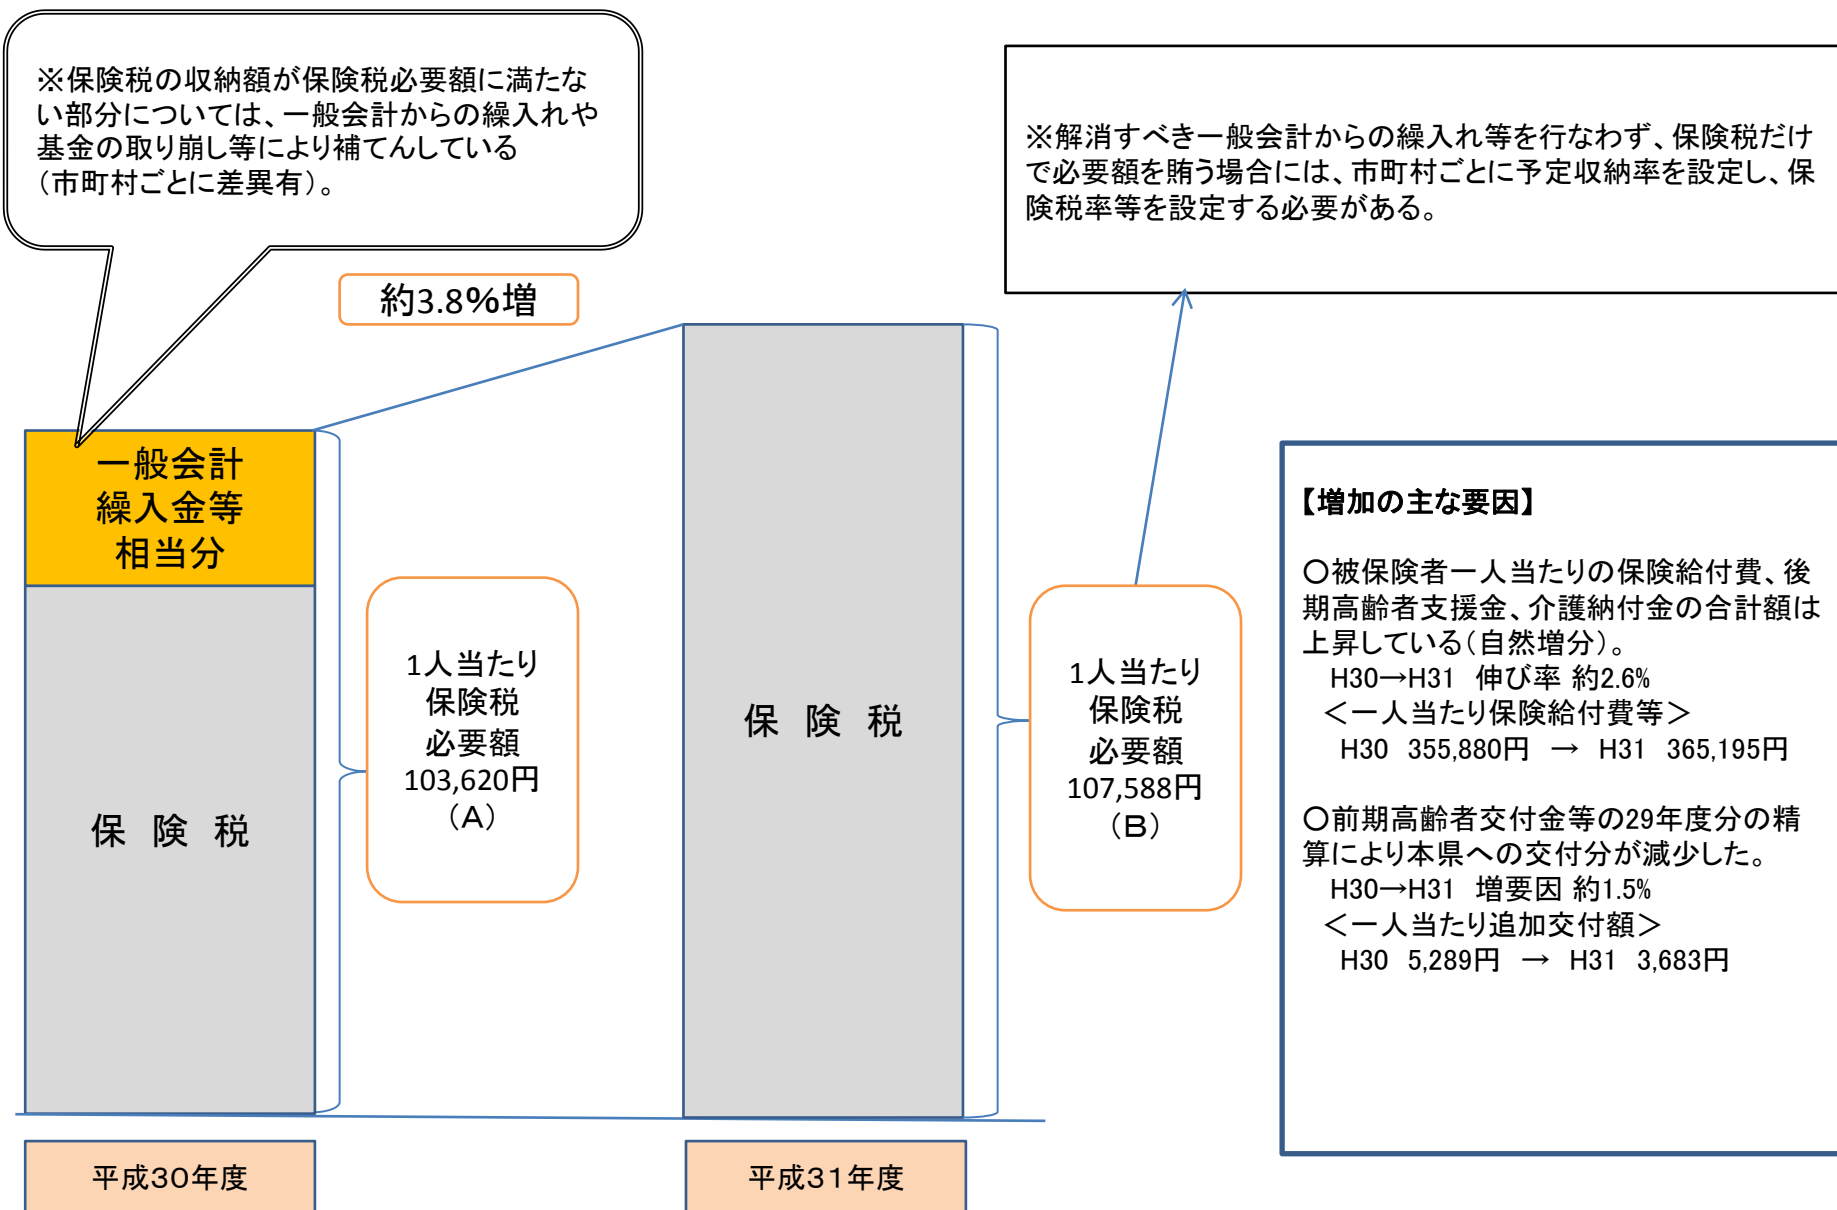 ※保険税の収納額が保険税必要額に満たな
い部分については、一般会計からの繰入れや
基金の取り崩し等により補てんしている
（市町村ごとに差異有）。
※解消すべき一般会計からの繰入れ等を行なわず、保険税だけ
で必要額を賄う場合には、市町村ごとに予定収納率を設定し、保
険税率等を設定する必要がある。
約3.8%増
一般会計
繰入金等
相当分
保　険　税
1人当たり
保険税
必要額
103,620円
（A）
保　険　税
1人当たり
保険税
必要額
107,588円
（B）
【増加の主な要因】
○被保険者一人当たりの保険給付費、後
期高齢者支援金、介護納付金の合計額は
上昇している（自然増分）。
H30→H31　伸び率 約2.6%
＜一人当たり保険給付費等＞
H30　355,880円　→　H31　365,195円
○前期高齢者交付金等の29年度分の精
算により本県への交付分が減少した。
H30→H31　増要因 約1.5%
＜一人当たり追加交付額＞
H30　5,289円　→　H31　3,683円
平成30年度
平成31年度